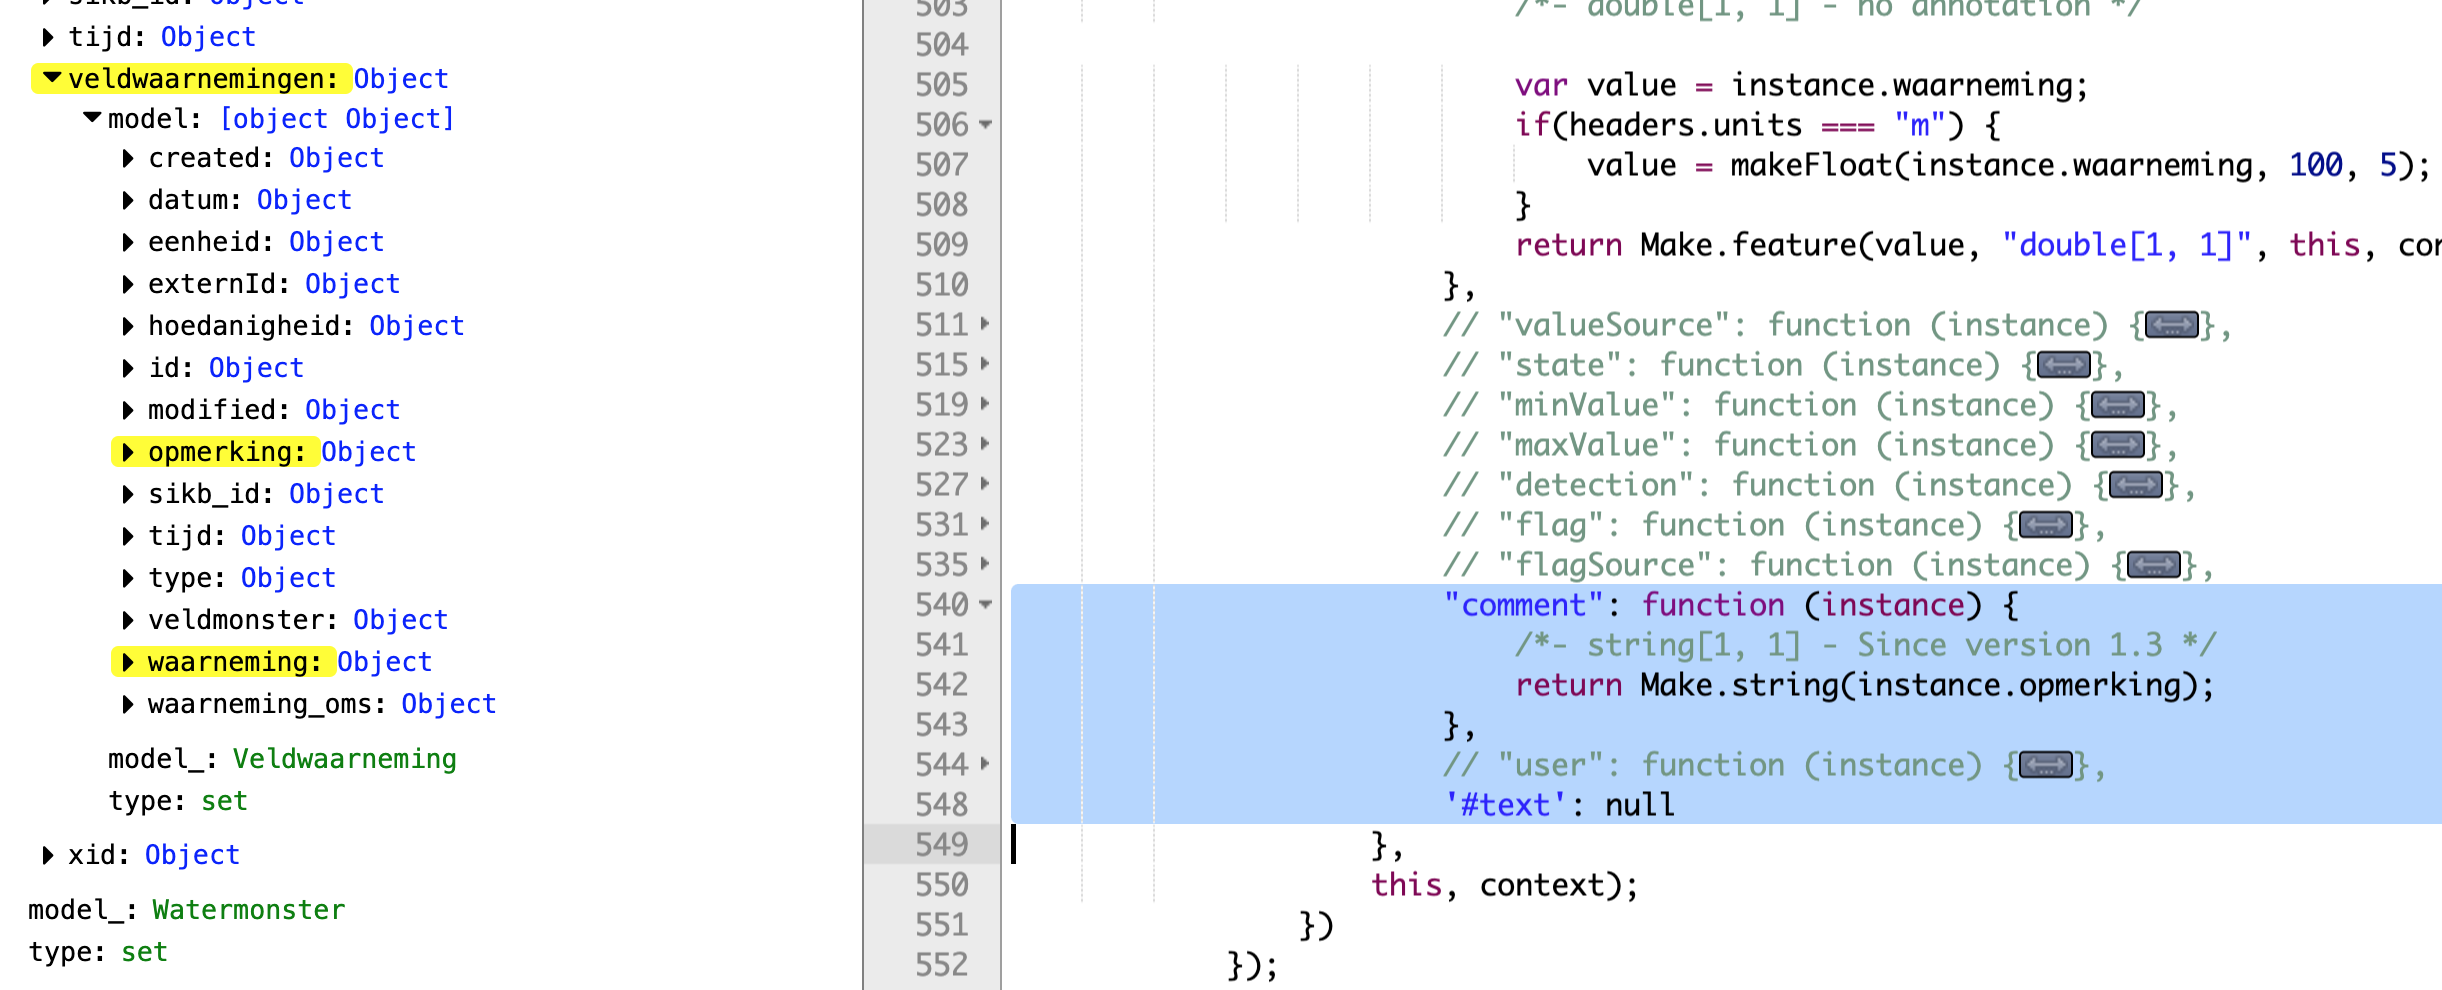 sikb_id: Object
tijd: Object
veldwaarnemingen: Object
model: [object Object]
created: Object
datum: Object
eenheid: Object
externId: Object
hoedanigheid: Object
id: Object
modified: Object
opmerking: Object
sikb_id: Object
tijd: Object
type: Object
veldmonster: Object
waarneming: Object
waarneming_oms: Object
model_: Veldwaarneming
type: set
xid: Object
model_: Watermonster
type: set
503 /*- double[1, 1] - no annotation */
504
505 var value = instance.waarneming;
506 if(headers.units === "m") {
507 value = makeFloat(instance.waarneming, 100, 5);
508 }
509 return Make.feature(value, "double[1, 1]", this, cor
510 },
511 // "valueSource": function (instance) {...},
515 // "state": function (instance) {...},
519 // "minValue": function (instance) {...},
523 // "maxValue": function (instance) {...},
527 // "detection": function (instance) {...},
531 // "flag": function (instance) {...},
535 // "flagSource": function (instance) {...},
540 "comment": function (instance) {
541 /*- string[1, 1] - Since version 1.3 */
542 return Make.string(instance.opmerking);
543 },
544 // "user": function (instance) {...},
548 '#text': null
549 },
550 this, context);
551 })
552 });